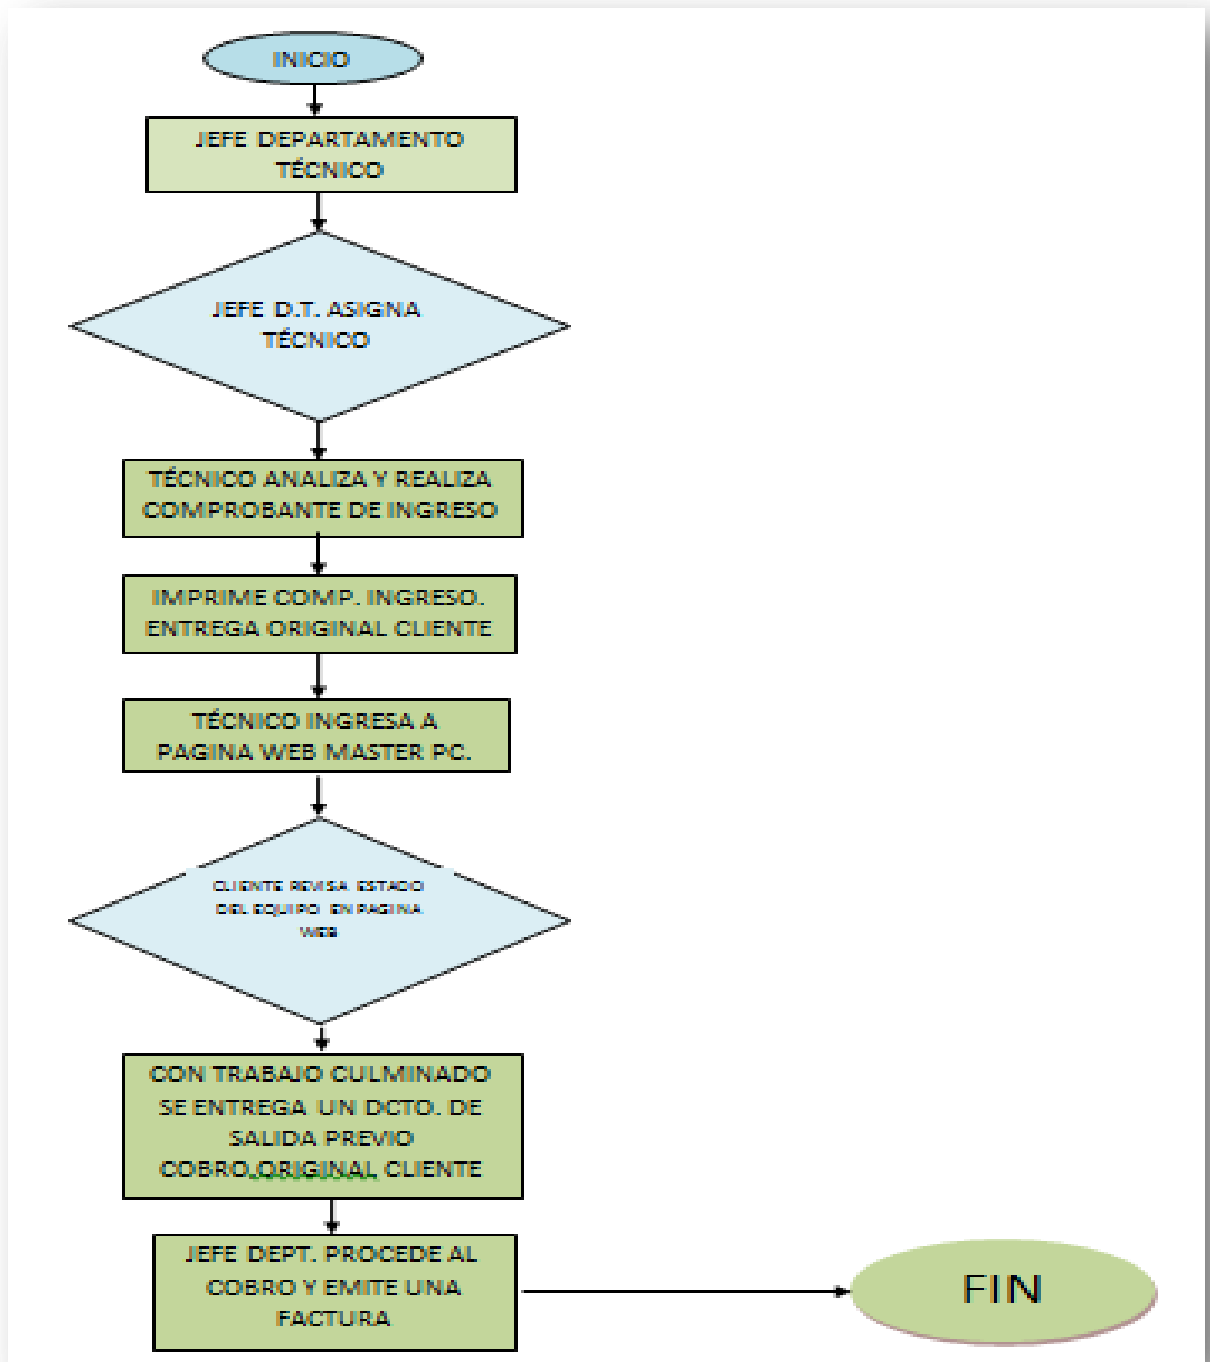 INICIO
JEFE DEPARTAMENTO
TÉCNICO
JEFE D.T. ASIGNA
TÉCNICO
TÉCNICO ANALIZA Y REALIZA
COMPROBANTE DE INGRESO
IMPRIME COMP. INGRESO.
ENTREGA ORIGINAL CLIENTE
TÉCNICO INGRESA A
PAGINA WEB MASTER PC.
CLIENTE REVISA ESTADO
DEL EQUIPO EN PAGINA
WEB
CON TRABAJO CULMINADO
SE ENTREGA UN DCTO. DE
SALIDA PREVIO
COBRO.ORIGINAL CLIENTE
JEFE DEPT. PROCEDE AL
COBRO Y EMITE UNA
FACTURA
FIN